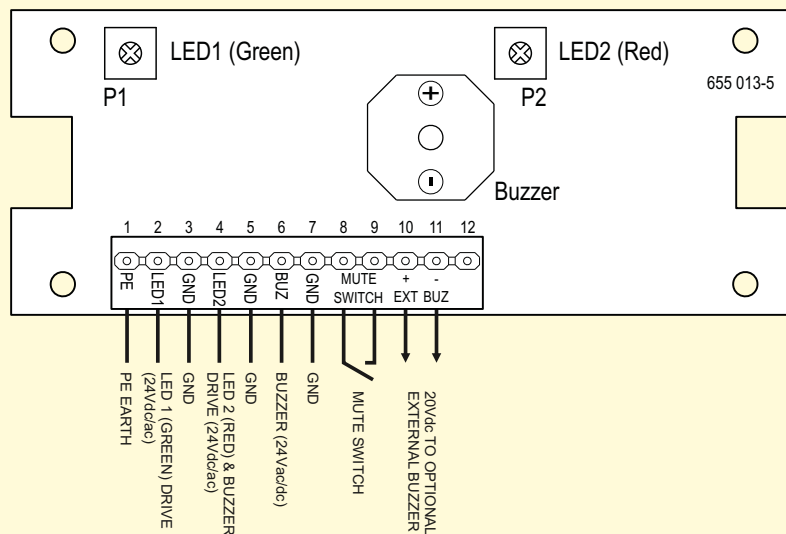 LED1 (Green)
LED2 (Red)
P1
P2
655 013-5
+
-
Buzzer
1 2 3 4 5 6 7 8 9 10 11 12
PE
LED1
GND
LED2
GND
BUZ
GND
MUTE
SWITCH
+ -
EXT BUZ
PE EARTH
LED 1 (GREEN) DRIVE
(24Vdc/ac)
GND
LED 2 (RED) & BUZZER
DRIVE (24Vdc/ac)
GND
BUZZER (24Vac/dc)
GND
MUTE SWITCH
20Vdc TO OPTIONAL
EXTERNAL BUZZER